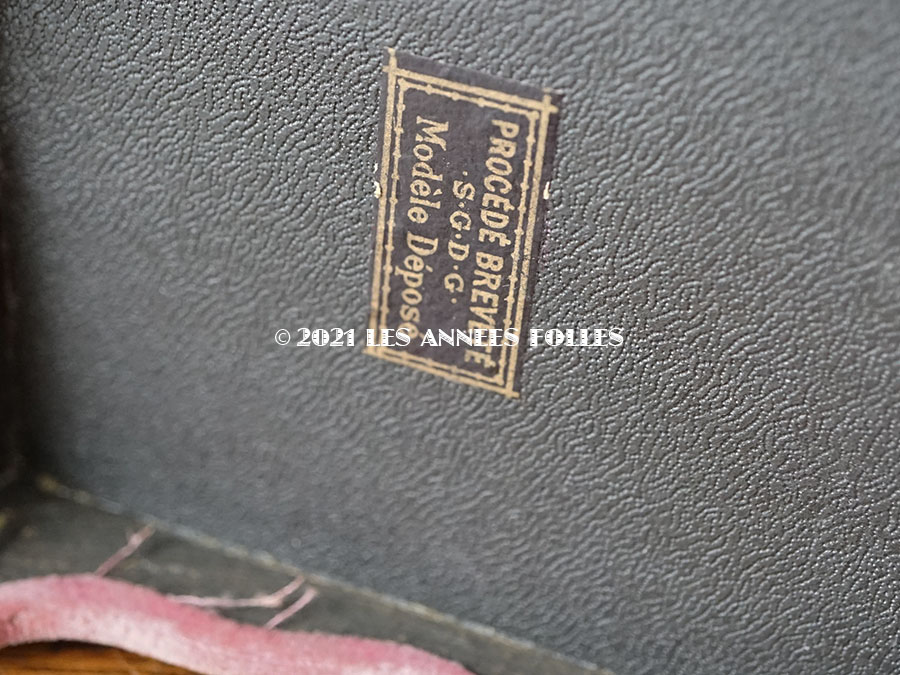 PROCÉDÉ BREVETÉ
·S·G·D·G·
Modèle Déposé
© 2021 LES ANNEES FOLLES